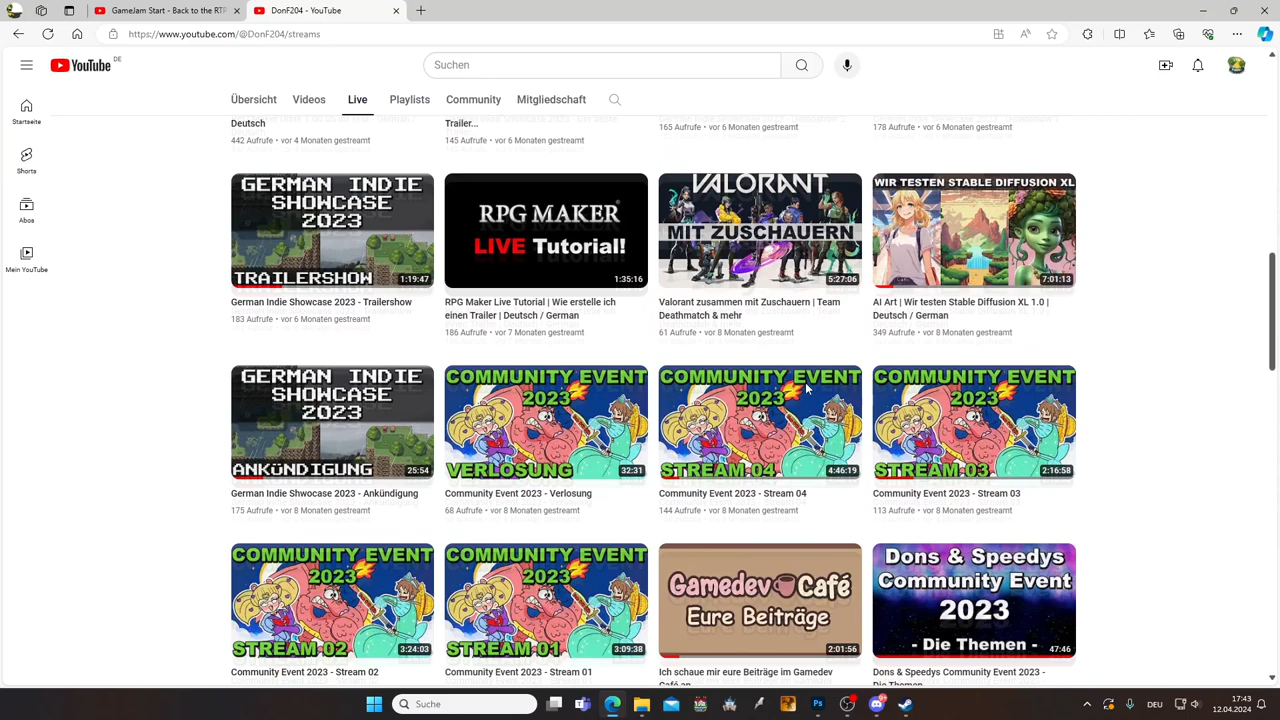 GameJam Start - Back to the RTP
DonF204 - YouTube
https://www.youtube.com/@DonF204/streams
YouTube DE
Suchen
Übersicht
Videos
Live
Playlists
Community
Mitgliedschaft
Startseite
Shorts
Abos
Mein YouTube
Deutsch
442 Aufrufe • vor 4 Monaten gestreamt
Trailer...
145 Aufrufe • vor 6 Monaten gestreamt
165 Aufrufe • vor 6 Monaten gestreamt
178 Aufrufe • vor 6 Monaten gestreamt
GERMAN INDIE
SHOWCASE
2023
TRAILERSHOW
1:19:47
German Indie Showcase 2023 - Trailershow
183 Aufrufe • vor 6 Monaten gestreamt
RPG MAKER
LIVE Tutorial!
1:35:16
RPG Maker Live Tutorial | Wie erstelle ich
einen Trailer | Deutsch / German
186 Aufrufe • vor 7 Monaten gestreamt
VALORANT
MIT ZUSCHAUERN
5:27:06
Valorant zusammen mit Zuschauern | Team
Deathmatch & mehr
61 Aufrufe • vor 8 Monaten gestreamt
WIR TESTEN STABLE DIFFUSION XL
7:01:13
AI Art | Wir testen Stable Diffusion XL 1.0 |
Deutsch / German
349 Aufrufe • vor 8 Monaten gestreamt
GERMAN INDIE
SHOWCASE
2023
ANKÜNDIGUNG
25:54
German Indie Shwocase 2023 - Ankündigung
175 Aufrufe • vor 8 Monaten gestreamt
COMMUNITY EVENT
2023
VERLOSUNG
32:31
Community Event 2023 - Verlosung
68 Aufrufe • vor 8 Monaten gestreamt
COMMUNITY EVENT
2023
STREAM 04
4:46:19
Community Event 2023 - Stream 04
144 Aufrufe • vor 8 Monaten gestreamt
COMMUNITY EVENT
2023
STREAM 03
2:16:58
Community Event 2023 - Stream 03
113 Aufrufe • vor 8 Monaten gestreamt
COMMUNITY EVENT
2023
STREAM 02
3:24:03
Community Event 2023 - Stream 02
COMMUNITY EVENT
2023
STREAM 01
3:09:38
Community Event 2023 - Stream 01
Gamedev Café
Eure Beiträge
2:01:56
Ich schaue mir eure Beiträge im Gamedev
Café an
Dons & Speedys
Community Event
2023
- Die Themen -
47:46
Dons & Speedys Community Event 2023 -
Die Themen
Suche
DEU
17:43
12.04.2024